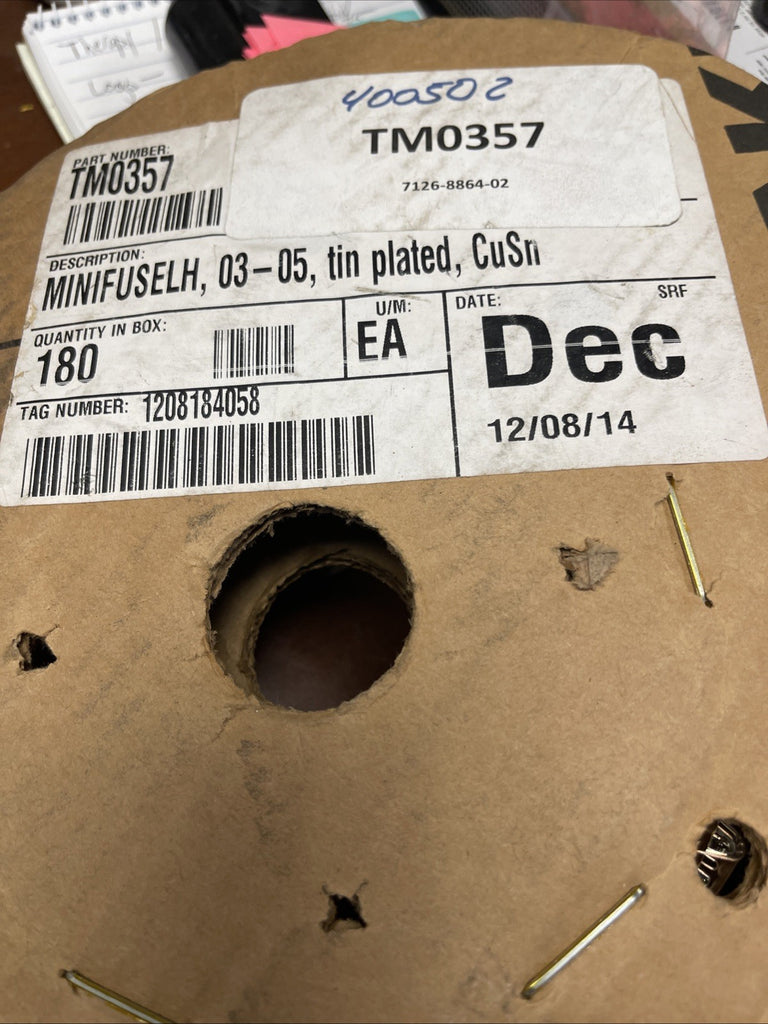 Therapy
400502
TM0357
7126-8864-02
PART NUMBER:
TM0357
DESCRIPTION:
MINIFUSELH, 03-05, tin plated, CuSn
QUANTITY IN BOX:
180
U/M:
EA
DATE:
SRF
Dec
12/08/14
TAG NUMBER: 1208184058